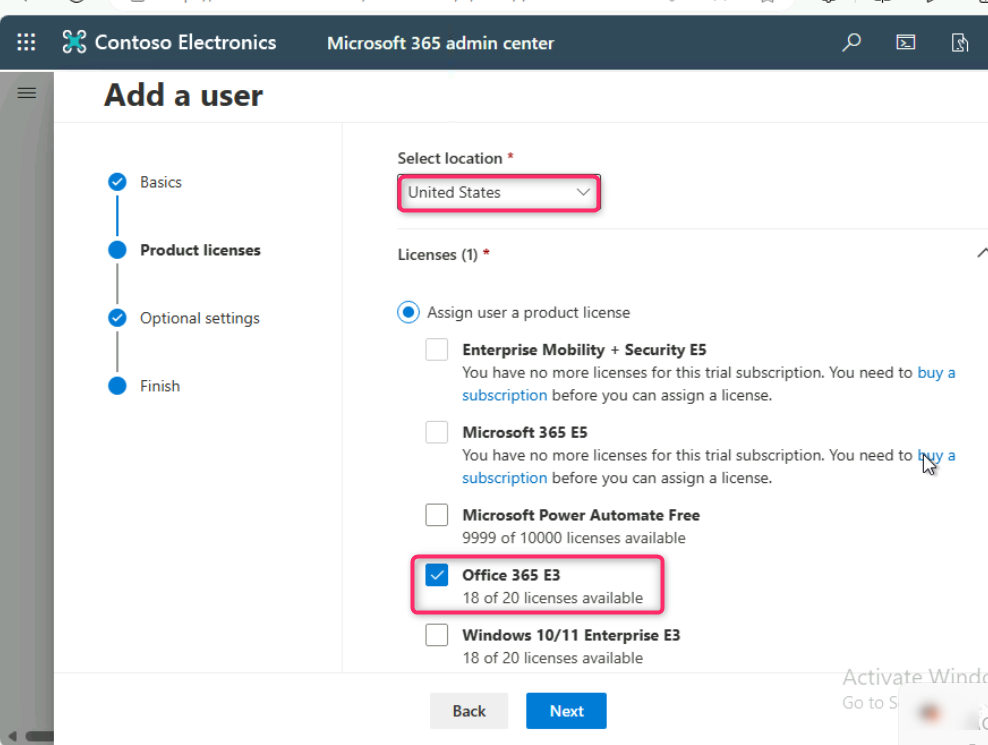 Contoso Electronics
Microsoft 365 admin center
Add a user
Basics
Product licenses
Optional settings
Finish
Select location *
United States
Licenses (1) *
Assign user a product license
Enterprise Mobility + Security E5
You have no more licenses for this trial subscription. You need to buy a
subscription before you can assign a license.
Microsoft 365 E5
You have no more licenses for this trial subscription. You need to buy a
subscription before you can assign a license.
Microsoft Power Automate Free
9999 of 10000 licenses available
Office 365 E3
18 of 20 licenses available
Windows 10/11 Enterprise E3
18 of 20 licenses available
Back
Next
Activate Windo
Go to S